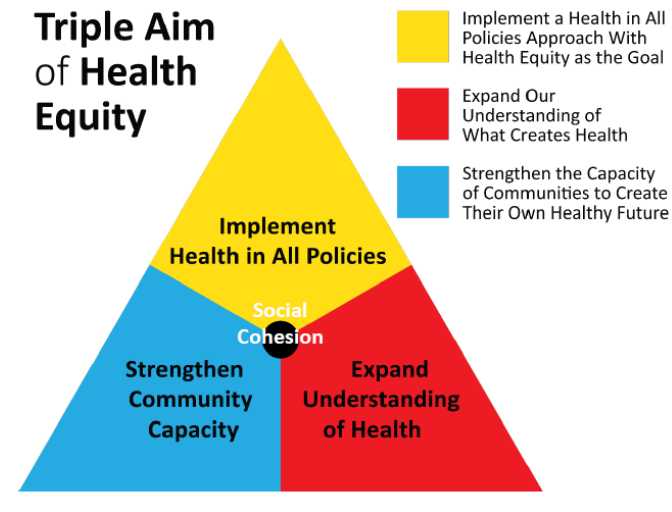 Triple Aim
of Health
Equity
Implement a Health in All
Policies Approach With
Health Equity as the Goal
Expand Our
Understanding of
What Creates Health
Strengthen the Capacity
of Communities to Create
Their Own Healthy Future
Implement
Health in All Policies
Social
Cohesion
Strengthen
Community
Capacity
Expand
Understanding
of Health